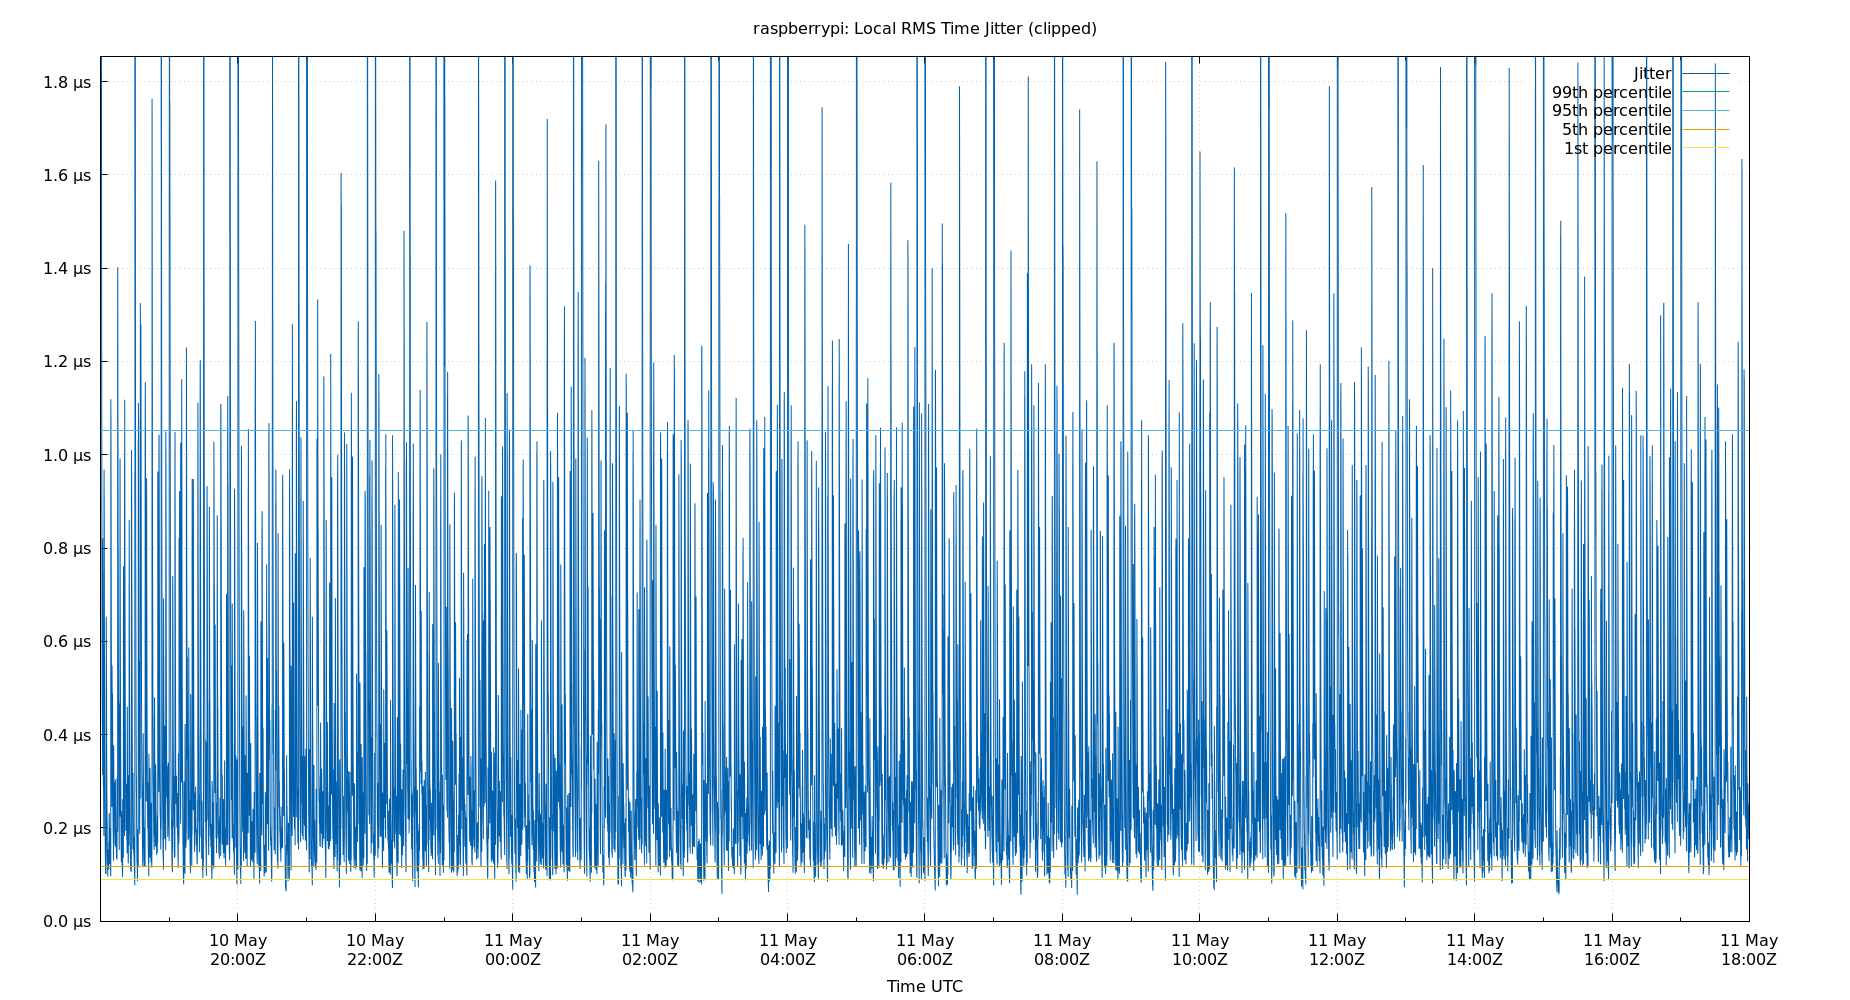 raspberrypi: Local RMS Time Jitter (clipped)
1.8 µs
1.6 µs
1.4 µs
1.2 µs
1.0 µs
0.8 µs
0.6 µs
0.4 µs
0.2 µs
0.0 µs
Jitter
99th percentile
95th percentile
5th percentile
1st percentile
10 May 10 May 11 May 11 May 11 May 11 May 11 May 11 May 11 May 11 May 11 May 11 May
20:00Z 22:00Z 00:00Z 02:00Z 04:00Z 06:00Z 08:00Z 10:00Z 12:00Z 14:00Z 16:00Z 18:00Z
Time UTC